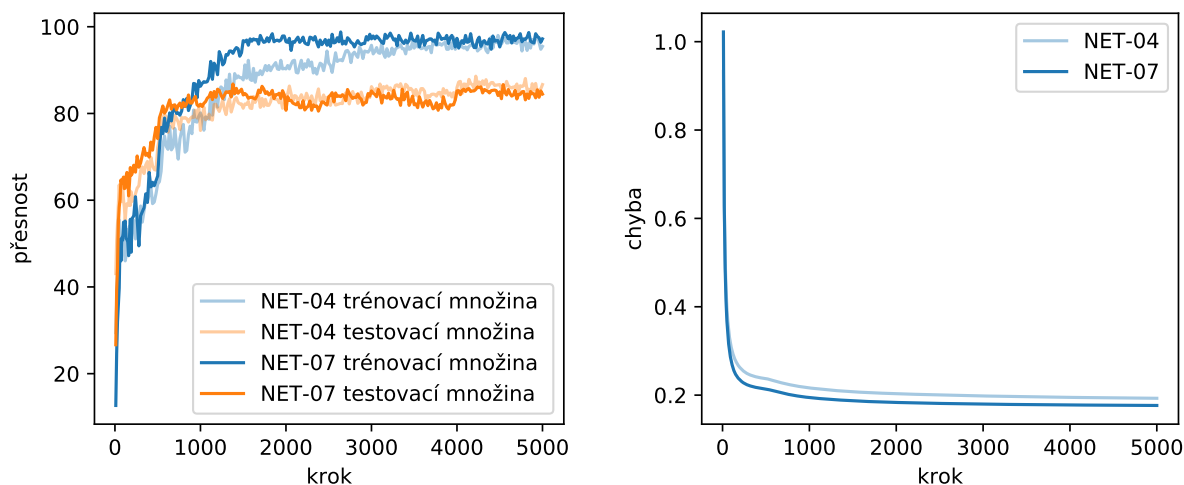 100
80
60
40
20
přesnost
0
1000
2000
3000
4000
5000
krok
NET-04 trénovací množina
NET-04 testovací množina
NET-07 trénovací množina
NET-07 testovací množina
1.0
0.8
0.6
0.4
0.2
chyba
0
1000
2000
3000
4000
5000
krok
NET-04
NET-07